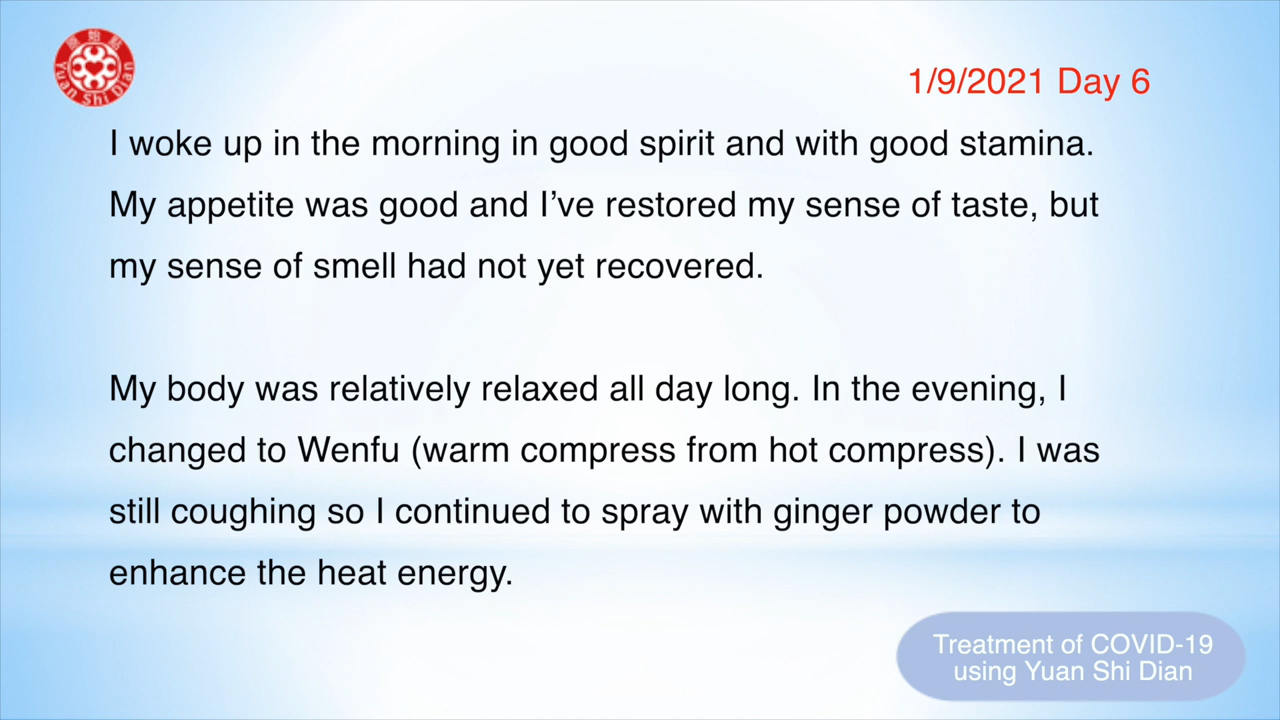 原始點
Yuan Shi Dian
1/9/2021 Day 6
I woke up in the morning in good spirit and with good stamina.
My appetite was good and I’ve restored my sense of taste, but
my sense of smell had not yet recovered.
My body was relatively relaxed all day long. In the evening, I
changed to Wenfu (warm compress from hot compress). I was
still coughing so I continued to spray with ginger powder to
enhance the heat energy.
Treatment of COVID-19
using Yuan Shi Dian